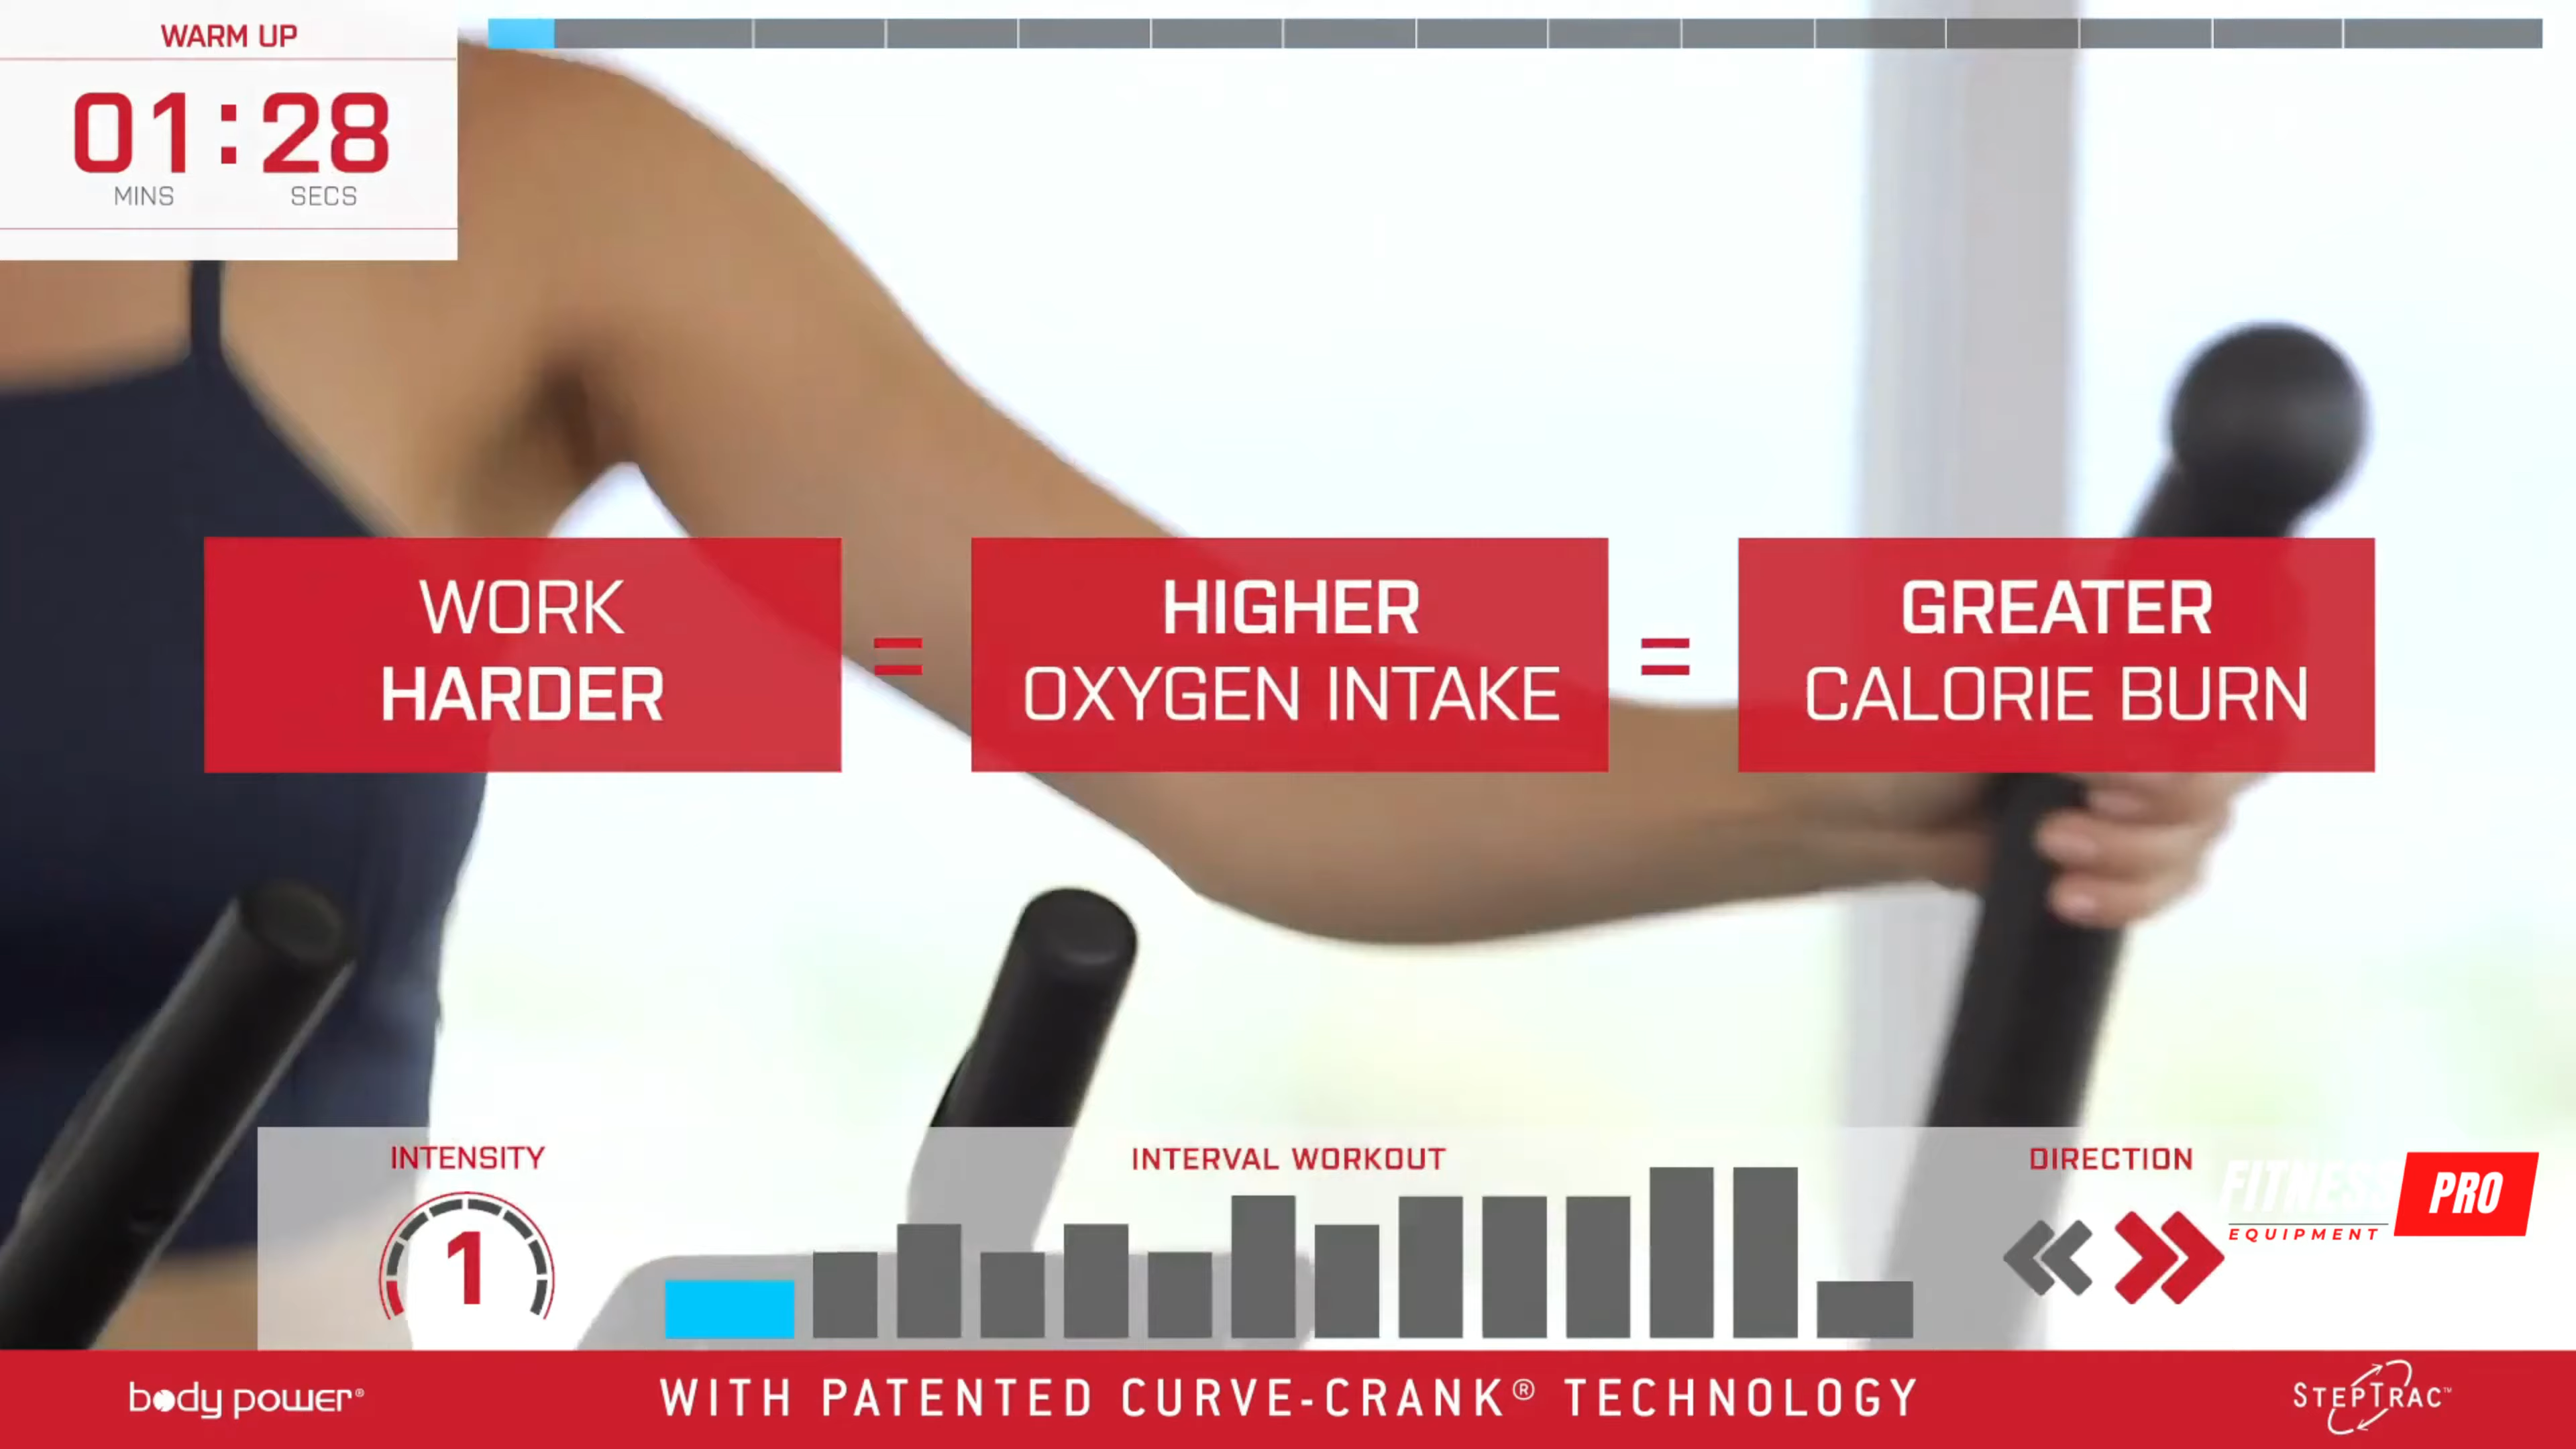 WARM UP
01:28
MINS SECS
WORK
HARDER
=
HIGHER
OXYGEN INTAKE
=
GREATER
CALORIE BURN
INTENSITY
1
INTERVAL WORKOUT
DIRECTION
FITNESS
EQUIPMENT
PRO
body power®
WITH PATENTED CURVE-CRANK® TECHNOLOGY
STEPTRAC™